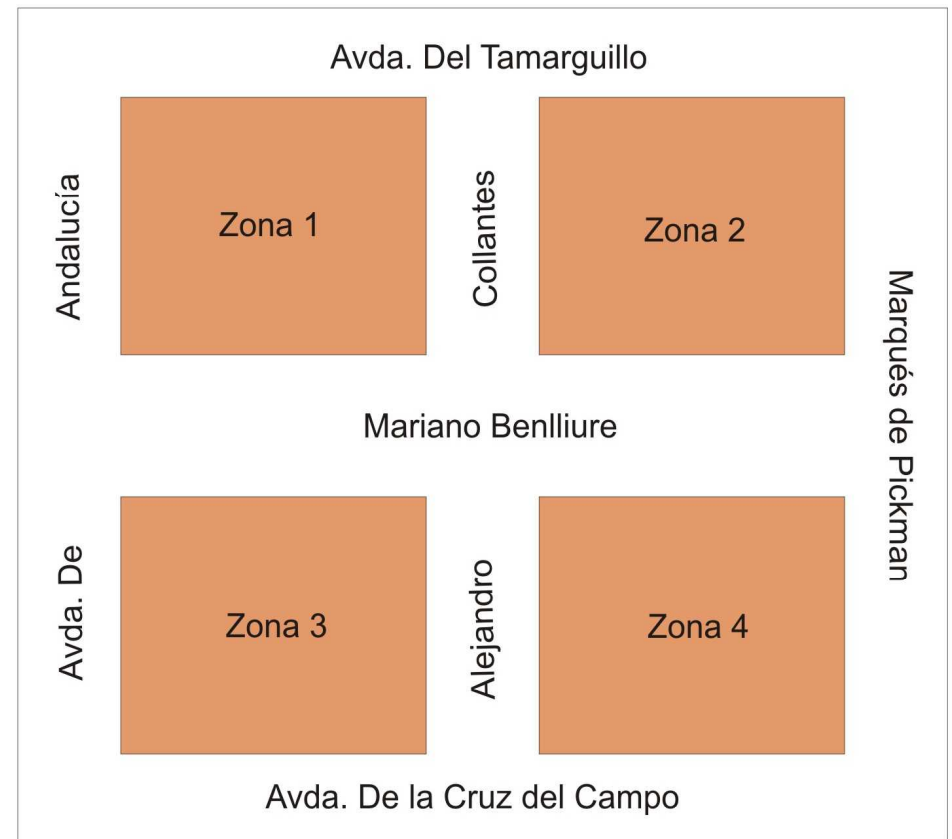 Avda. Del Tamarguillo
Avda. De Andalucía
Zona 1
Alejandro Collantes
Zona 2
Marqués de Pickman
Mariano Benlliure
Zona 3
Zona 4
Avda. De la Cruz del Campo